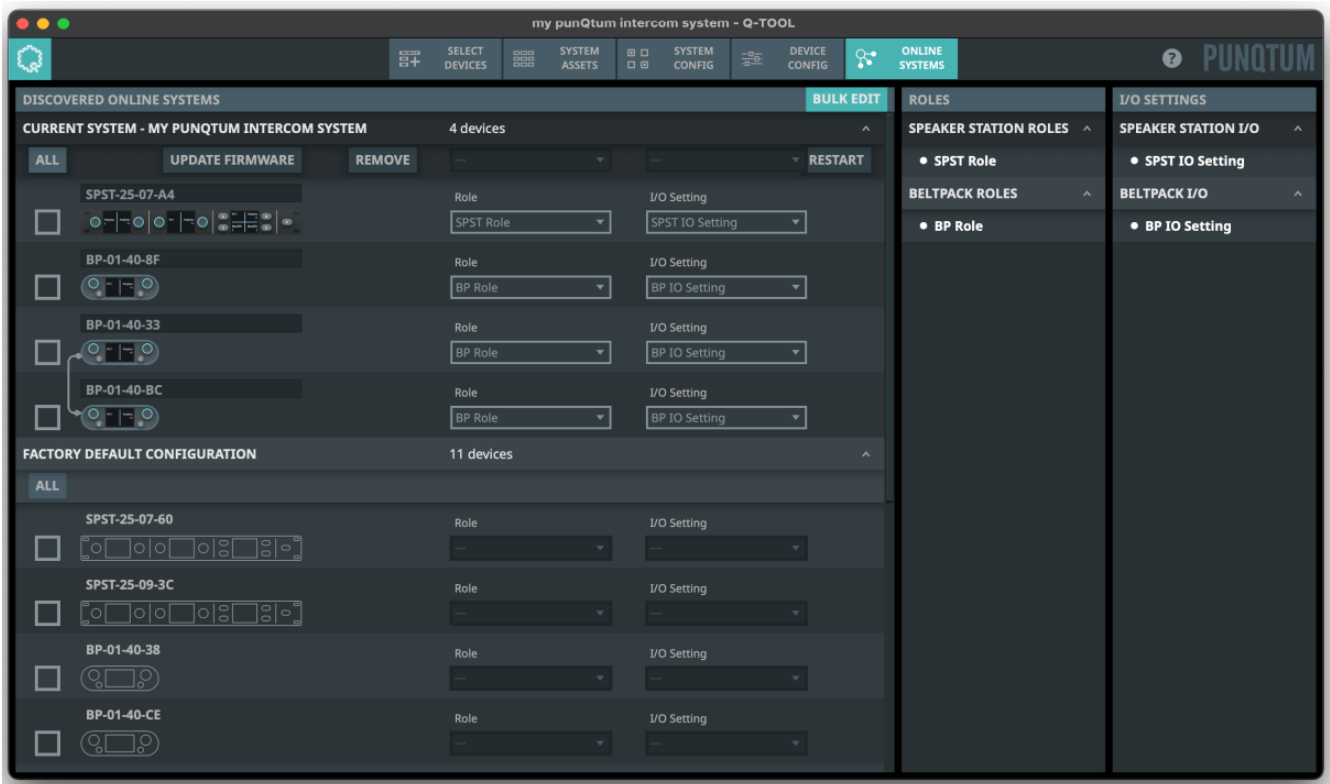 my punQtum intercom system - Q-TOOL
SELECT DEVICES
SYSTEM ASSETS
SYSTEM CONFIG
DEVICE CONFIG
ONLINE SYSTEMS
?
PUNQTUM
DISCOVERED ONLINE SYSTEMS
BULK EDIT
ROLES
I/O SETTINGS
CURRENT SYSTEM - MY PUNQTUM INTERCOM SYSTEM 4 devices
SPEAKER STATION ROLES
SPEAKER STATION I/O
ALL UPDATE FIRMWARE REMOVE --- --- RESTART
SPST Role
SPST IO Setting
BELTPACK ROLES
BELTPACK I/O
BP Role
BP IO Setting
SPST-25-07-A4
Role I/O Setting
SPST Role SPST IO Setting
BP-01-40-8F
Role I/O Setting
BP Role BP IO Setting
BP-01-40-33
Role I/O Setting
BP Role BP IO Setting
BP-01-40-BC
Role I/O Setting
BP Role BP IO Setting
FACTORY DEFAULT CONFIGURATION 11 devices
ALL
SPST-25-07-60
Role I/O Setting
--- ---
SPST-25-09-3C
Role I/O Setting
--- ---
BP-01-40-38
Role I/O Setting
--- ---
BP-01-40-CE
Role I/O Setting
--- ---